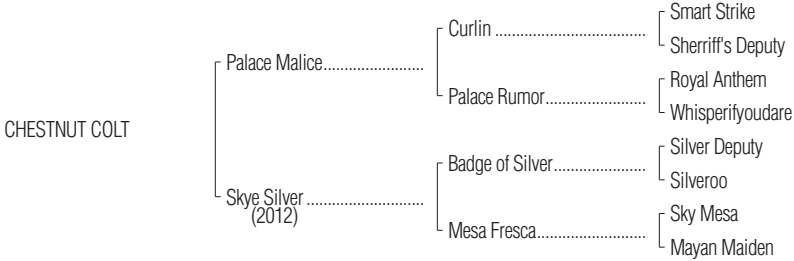 Smart Strike
Curlin ....................................
Sherriff's Deputy
Palace Malice........................
Royal Anthem
Palace Rumor........................
Whisperifyoudare
CHESTNUT COLT
Silver Deputy
Badge of Silver......................
Silveroo
Skye Silver ............................
(2012)
Sky Mesa
Mesa Fresca..........................
Mayan Maiden